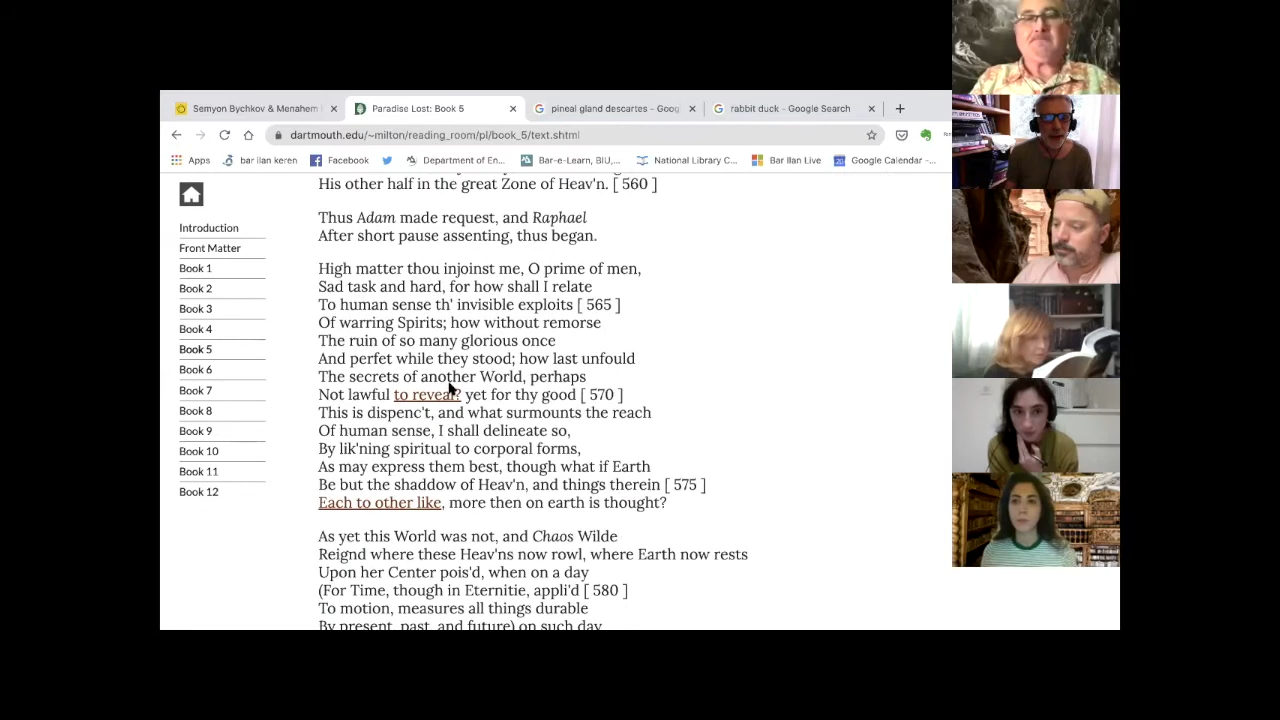 Semyon Bychkov & Menahem
Paradise Lost: Book 5
pineal gland descartes - Goog
rabbit duck - Google Search
dartmouth.edu/~milton/reading_room/pl/book_5/text.shtml
Apps
bar ilan keren
Facebook
Department of En...
Bar-e-Learn, BIU,...
National Library C...
Bar Ilan Live
Google Calendar -...
Introduction
Front Matter
Book 1
Book 2
Book 3
Book 4
Book 5
Book 6
Book 7
Book 8
Book 9
Book 10
Book 11
Book 12
His other half in the great Zone of Heav'n. [ 560 ]
Thus Adam made request, and Raphael
After short pause assenting, thus began.
High matter thou injoinst me, O prime of men,
Sad task and hard, for how shall I relate
To human sense th' invisible exploits [ 565 ]
Of warring Spirits; how without remorse
The ruin of so many glorious once
And perfet while they stood; how last unfould
The secrets of another World, perhaps
Not lawful to reveal? yet for thy good [ 570 ]
This is dispenc't, and what surmounts the reach
Of human sense, I shall delineate so,
By lik'ning spiritual to corporal forms,
As may express them best, though what if Earth
Be but the shaddow of Heav'n, and things therein [ 575 ]
Each to other like, more then on earth is thought?
As yet this World was not, and Chaos Wilde
Reignd where these Heav'ns now rowl, where Earth now rests
Upon her Center pois'd, when on a day
(For Time, though in Eternitie, appli'd [ 580 ]
To motion, measures all things durable
By present, past, and future) on such day